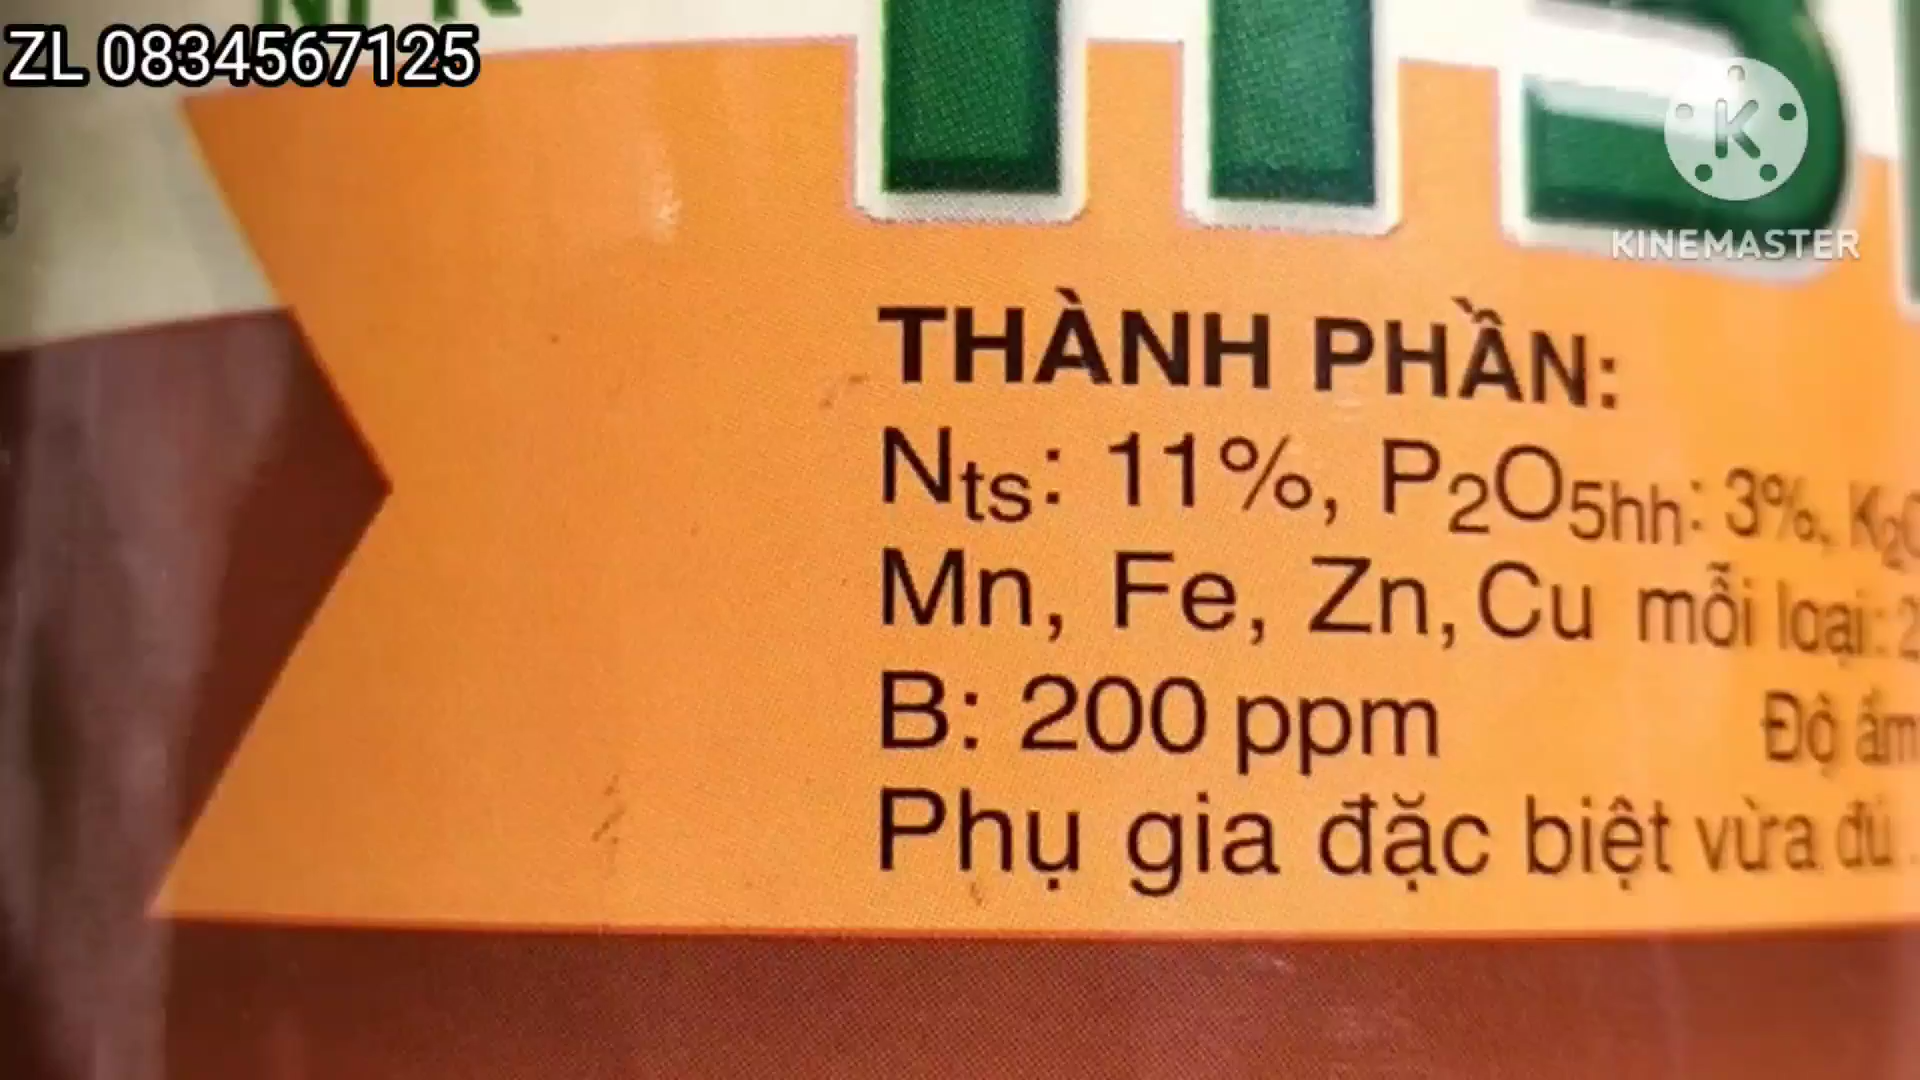 ZL 0834567125
KINEMASTER
THÀNH PHẦN:
Nts: 11%, P2O5hh: 3%, K2O
Mn, Fe, Zn, Cu mỗi loại: 2
B: 200 ppm Độ ẩm
Phụ gia đặc biệt vừa đủ